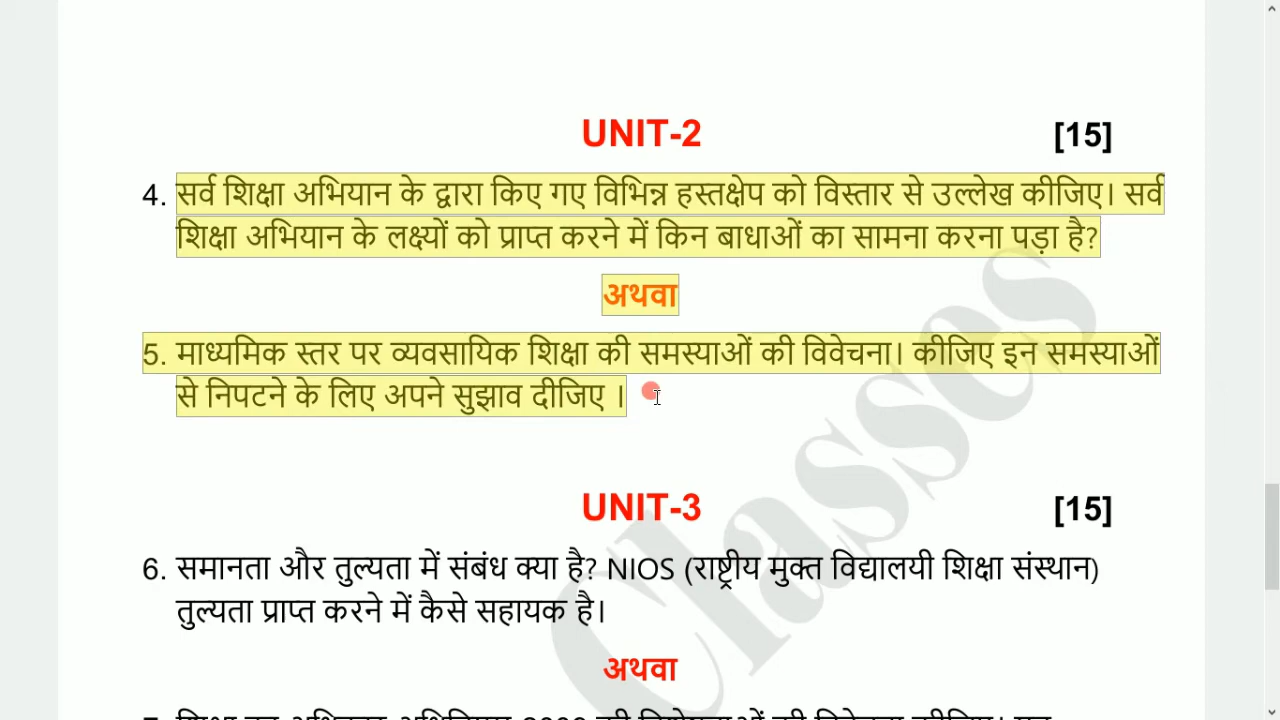 UNIT-2 [15]
4. सर्व शिक्षा अभियान के द्वारा किए गए विभिन्न हस्तक्षेप को विस्तार से उल्लेख कीजिए। सर्व
शिक्षा अभियान के लक्ष्यों को प्राप्त करने में किन बाधाओं का सामना करना पड़ा है?
अथवा
5. माध्यमिक स्तर पर व्यवसायिक शिक्षा की समस्याओं की विवेचना। कीजिए इन समस्याओं
से निपटने के लिए अपने सुझाव दीजिए ।
UNIT-3 [15]
6. समानता और तुल्यता में संबंध क्या है? NIOS (राष्ट्रीय मुक्त विद्यालयी शिक्षा संस्थान)
तुल्यता प्राप्त करने में कैसे सहायक है।
अथवा
Classes